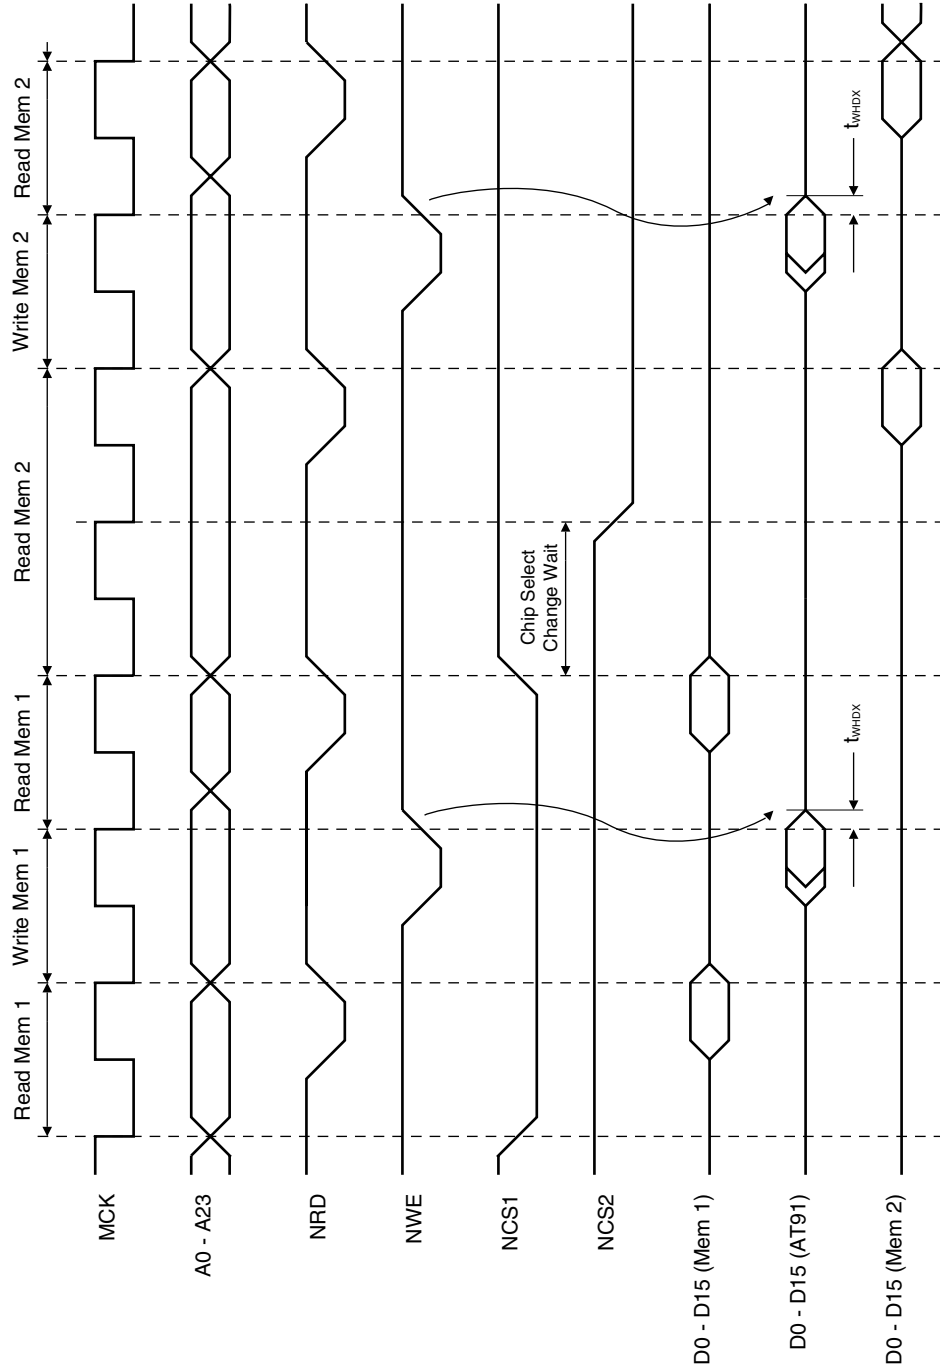 Read Mem 1
Write Mem 1
Read Mem 1
Read Mem 2
Write Mem 2
Read Mem 2
MCK
A0 - A23
NRD
NWE
NCS1
Chip Select
Change Wait
NCS2
D0 - D15 (Mem 1)
D0 - D15 (AT91)
tWHDX
tWHDX
D0 - D15 (Mem 2)